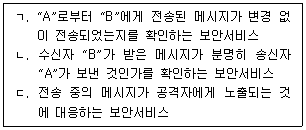 ㄱ. "A"로부터 "B"에게 전송된 메시지가 변경 없
이 전송되었는지를 확인하는 보안서비스
ㄴ. 수신자 "B"가 받은 메시지가 분명히 송신자
"A"가 보낸 것인가를 확인하는 보안서비스
ㄷ. 전송 중의 메시지가 공격자에게 노출되는 것
에 대응하는 보안서비스